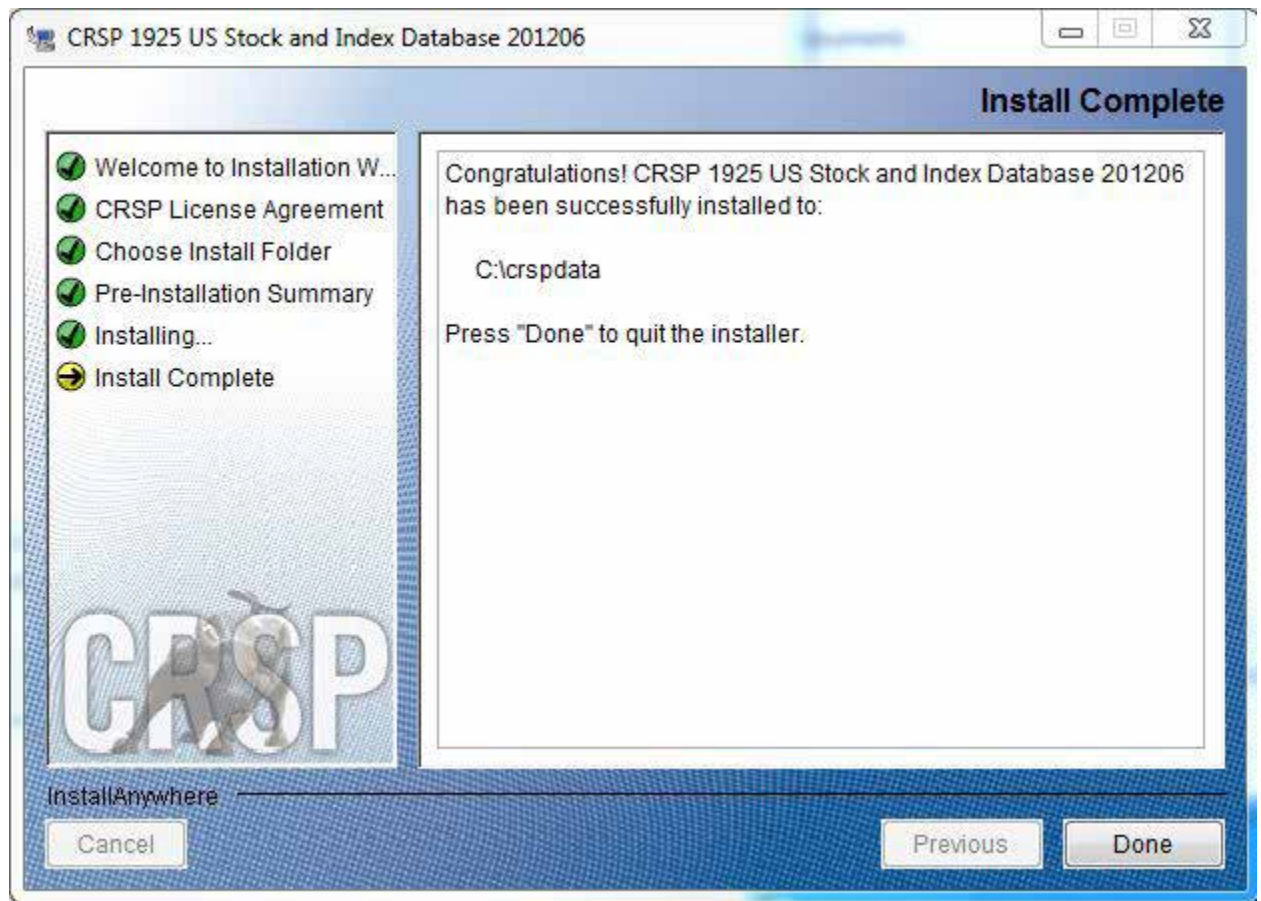 CRSP 1925 US Stock and Index Database 201206
Install Complete
Welcome to Installation W...
CRSP License Agreement
Choose Install Folder
Pre-Installation Summary
Installing...
Install Complete
CRSP
Congratulations! CRSP 1925 US Stock and Index Database 201206
has been successfully installed to:
C:\crspdata
Press "Done" to quit the installer.
InstallAnywhere
Cancel
Previous
Done